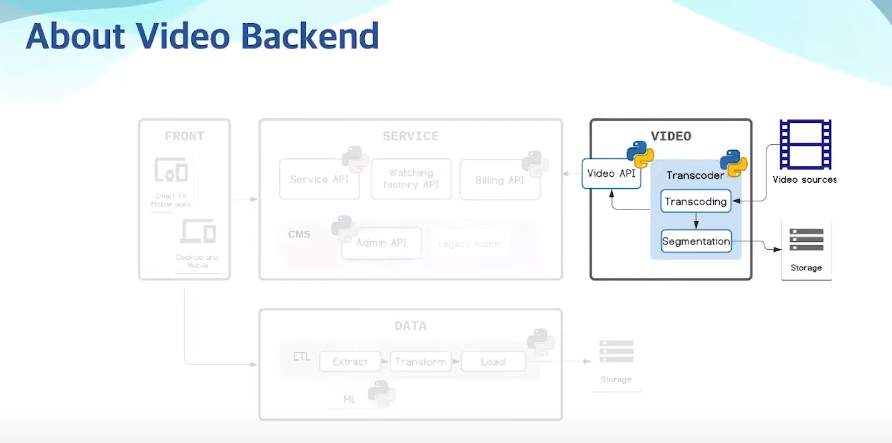 About Video Backend
FRONT
Smart TX,
Mobile apps
Desktop and
Mobile
SERVICE
Service API
Watching
history API
Billing API
CMS
Admin API
Legacy Admin
VIDEO
Video API
Transcoder
Transcoding
Segmentation
Video sources
Storage
DATA
ETL
Extract
Transform
Load
ML
Storage